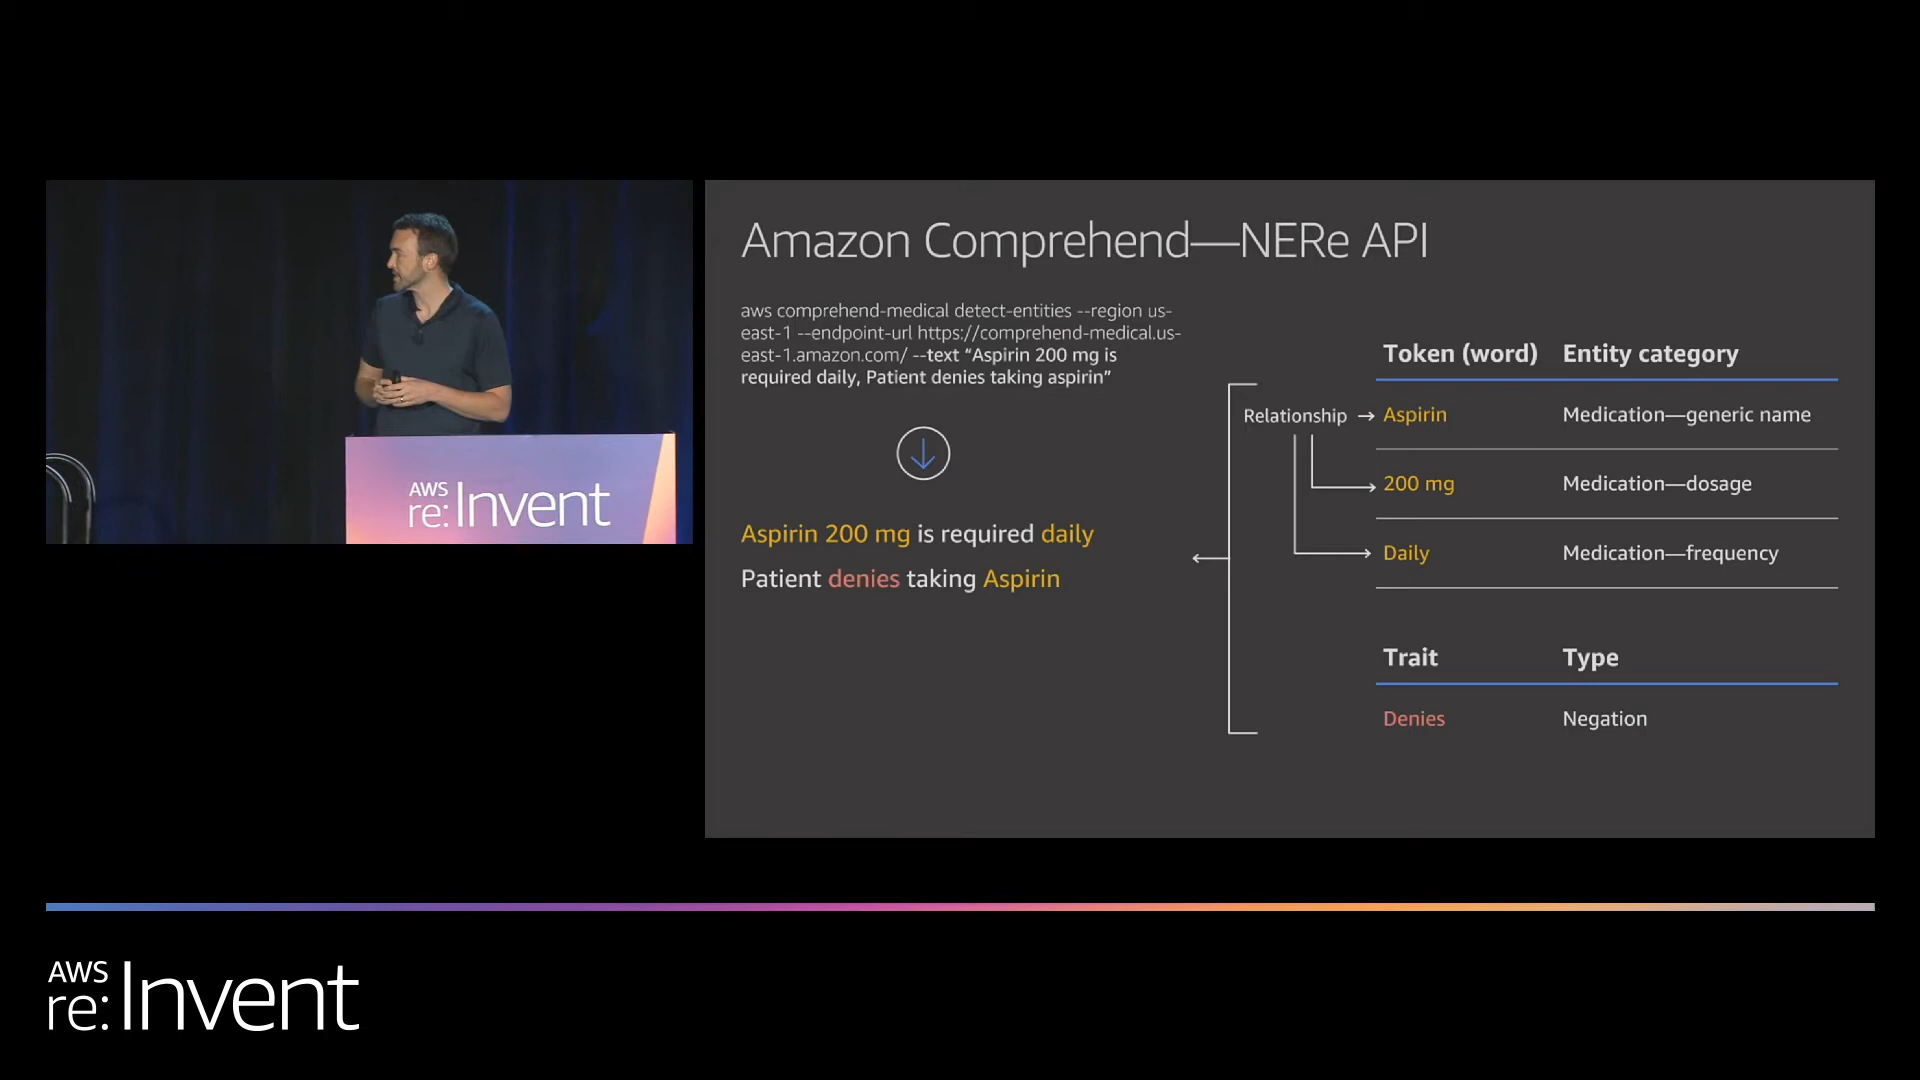 AWS
re:Invent
Amazon Comprehend—NERe API
aws comprehend-medical detect-entities --region us-
east-1 --endpoint-url https://comprehend-medical.us-
east-1.amazon.com/ --text “Aspirin 200 mg is
required daily, Patient denies taking aspirin”
Aspirin 200 mg is required daily
Patient denies taking Aspirin
Token (word) Entity category
Relationship → Aspirin Medication—generic name
200 mg Medication—dosage
Daily Medication—frequency
Trait Type
Denies Negation
AWS
re:Invent